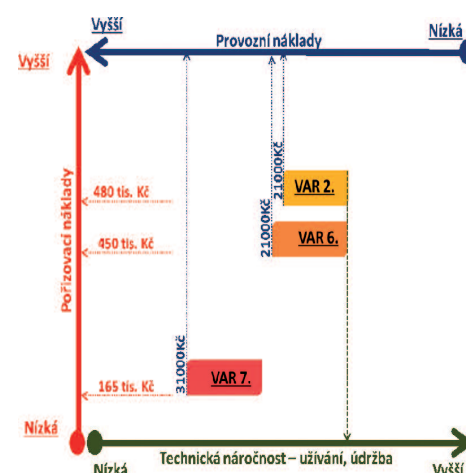 Vyšší
Nízká
Provozní náklady
Vyšší
Pořizovací náklady
480 tis. Kč
21000Kč
VAR 2.
450 tis. Kč
21000Kč
VAR 6.
165 tis. Kč
31000Kč
VAR 7.
Nízká
Technická náročnost – užívání, údržba
Nízká
Vyšší